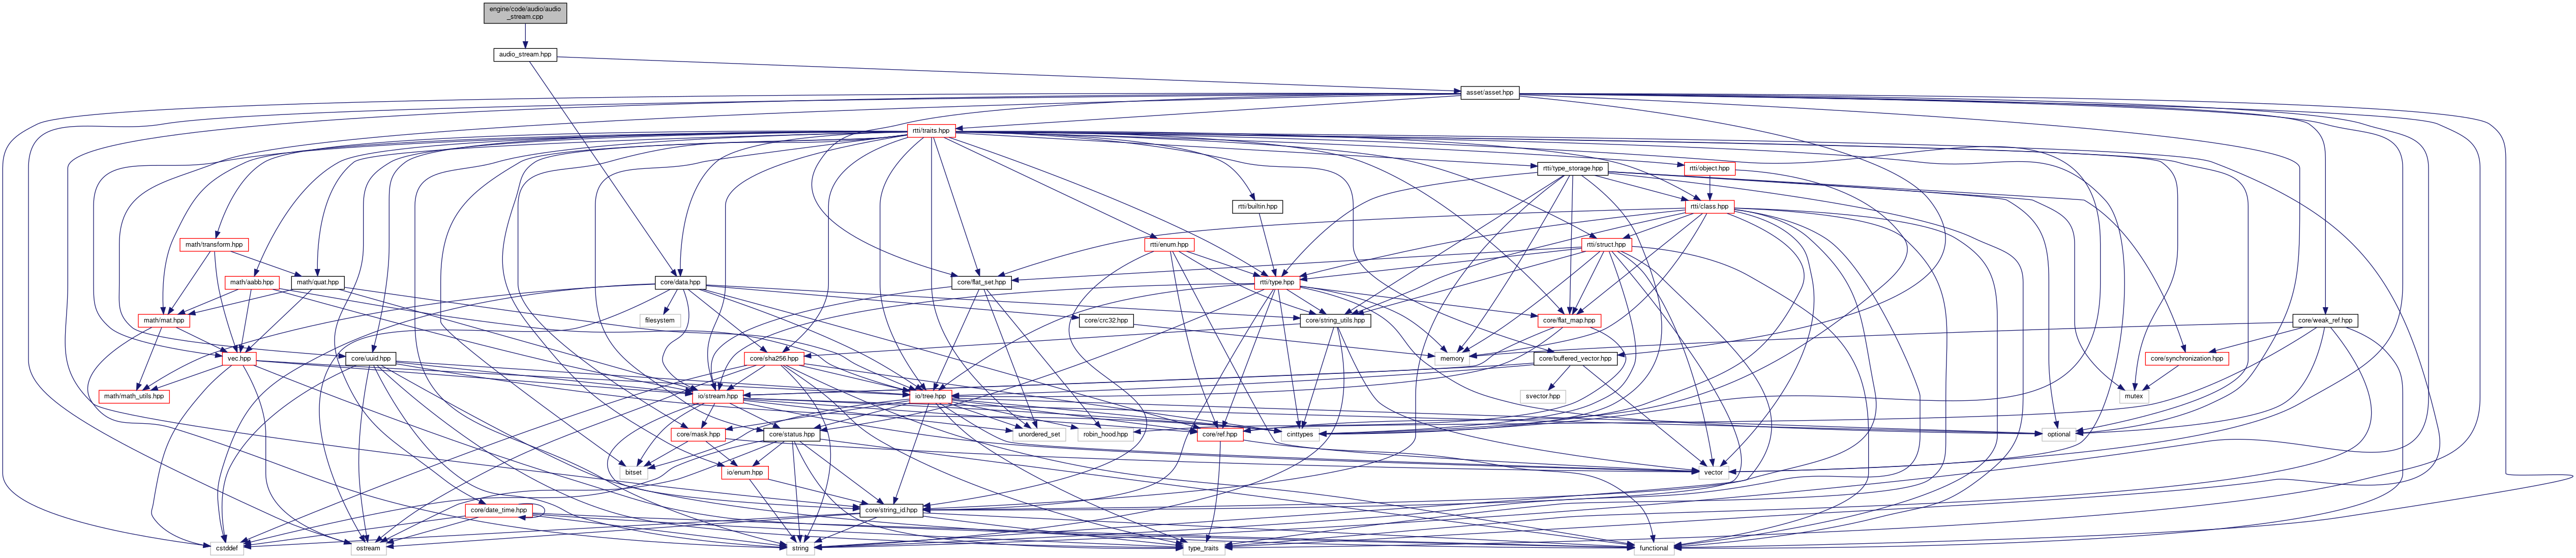 engine/code/audio/audio
_stream.cpp
audio_stream.hpp
asset/asset.hpp
rtti/traits.hpp
rtti/type_storage.hpp
rtti/object.hpp
rtti/builtin.hpp
rtti/class.hpp
math/transform.hpp
rtti/enum.hpp
rtti/struct.hpp
math/aabb.hpp
math/quat.hpp
core/data.hpp
core/flat_set.hpp
rtti/type.hpp
math/mat.hpp
filesystem
core/crc32.hpp
core/string_utils.hpp
core/flat_map.hpp
core/weak_ref.hpp
vec.hpp
core/uuid.hpp
core/sha256.hpp
memory
core/buffered_vector.hpp
core/synchronization.hpp
math/math_utils.hpp
io/stream.hpp
io/tree.hpp
svector.hpp
mutex
core/mask.hpp
core/status.hpp
unordered_set
robin_hood.hpp
core/ref.hpp
cinttypes
optional
bitset
io/enum.hpp
vector
core/date_time.hpp
core/string_id.hpp
cstddef
ostream
string
type_traits
functional